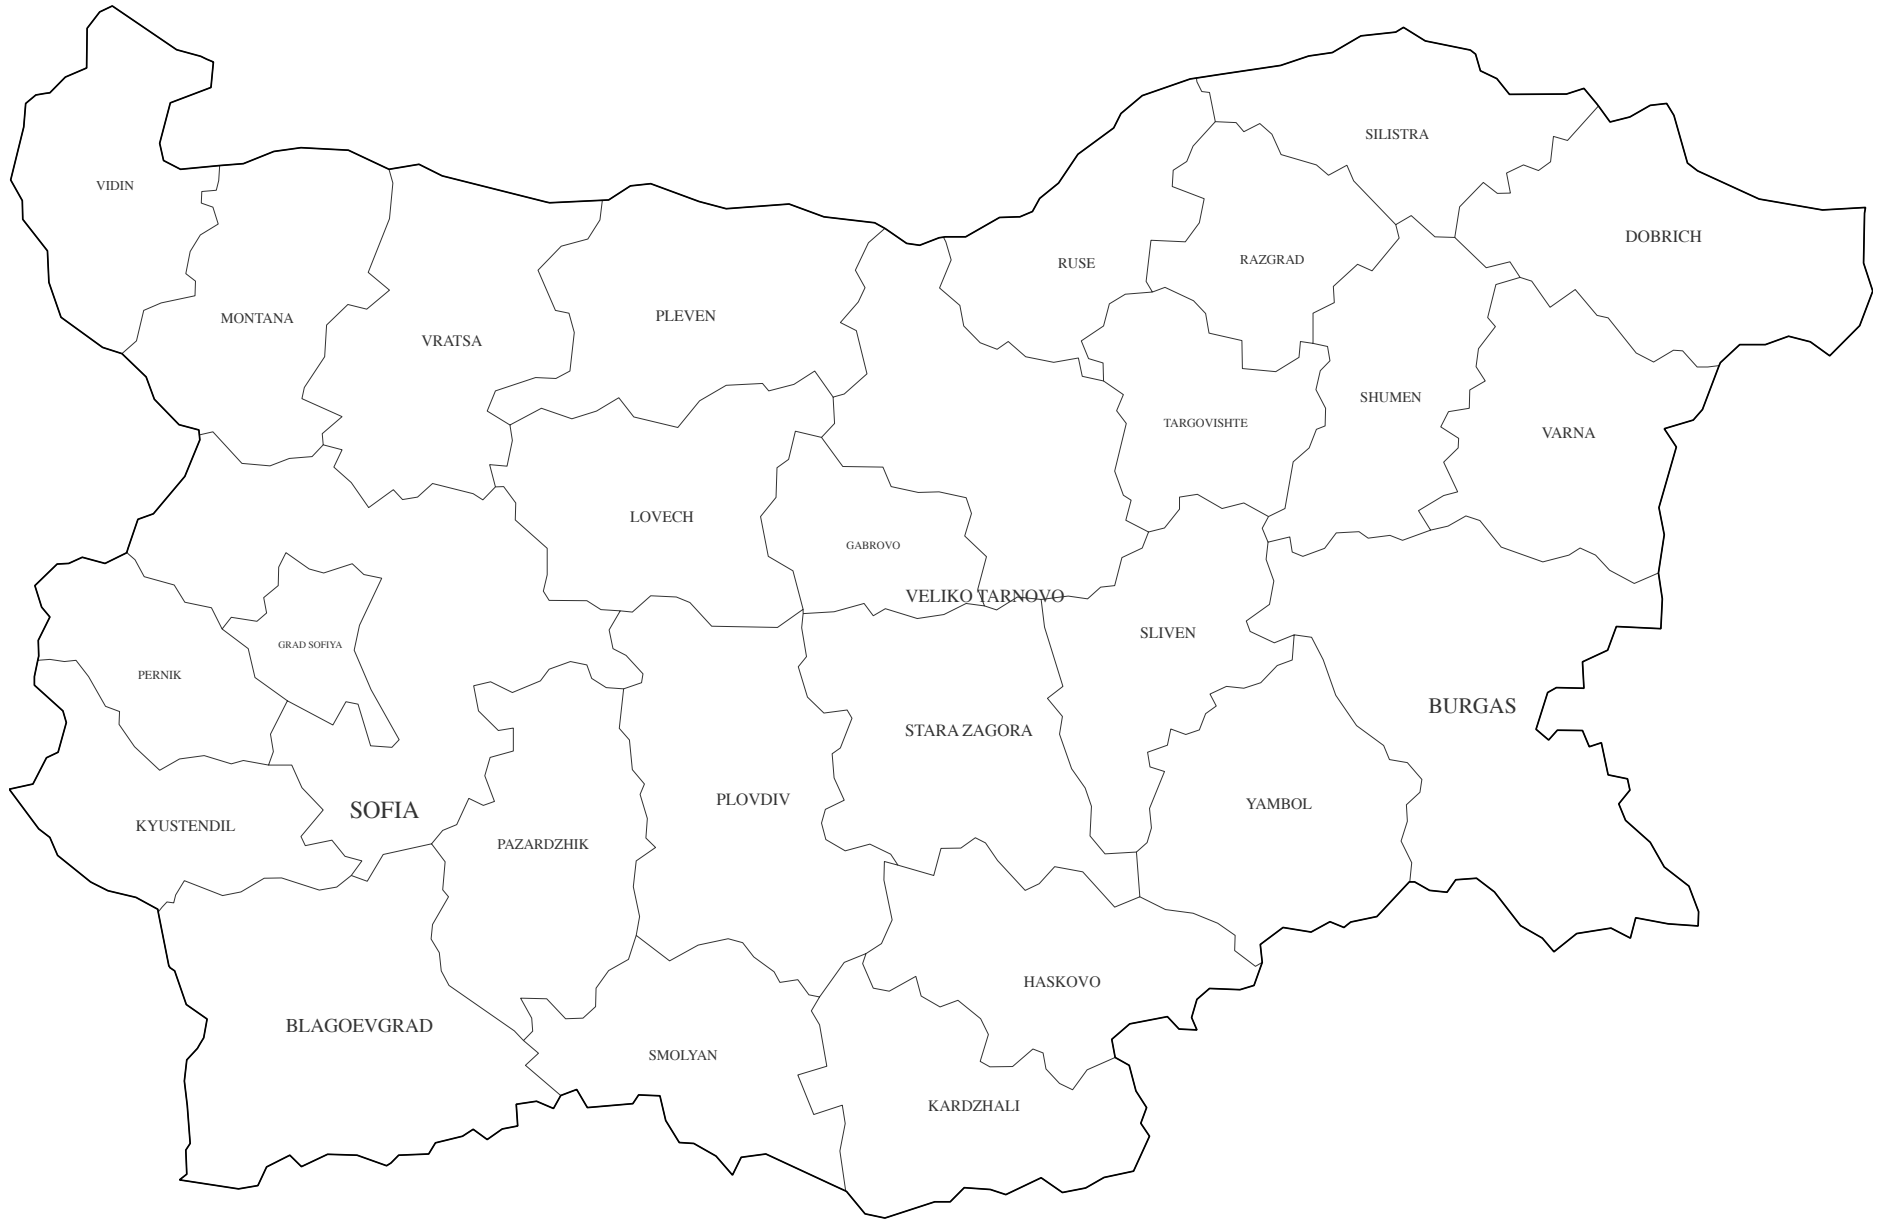 SILISTRA
VIDIN
DOBRICH
RUSE
RAZGRAD
MONTANA
PLEVEN
VRATSA
SHUMEN
TARGOVISHTE
VARNA
LOVECH
GABROVO
VELIKO TARNOVO
SLIVEN
GRAD SOFIYA
PERNIK
BURGAS
STARA ZAGORA
PLOVDIV
YAMBOL
SOFIA
KYUSTENDIL
PAZARDZHIK
HASKOVO
BLAGOEVGRAD
SMOLYAN
KARDZHALI